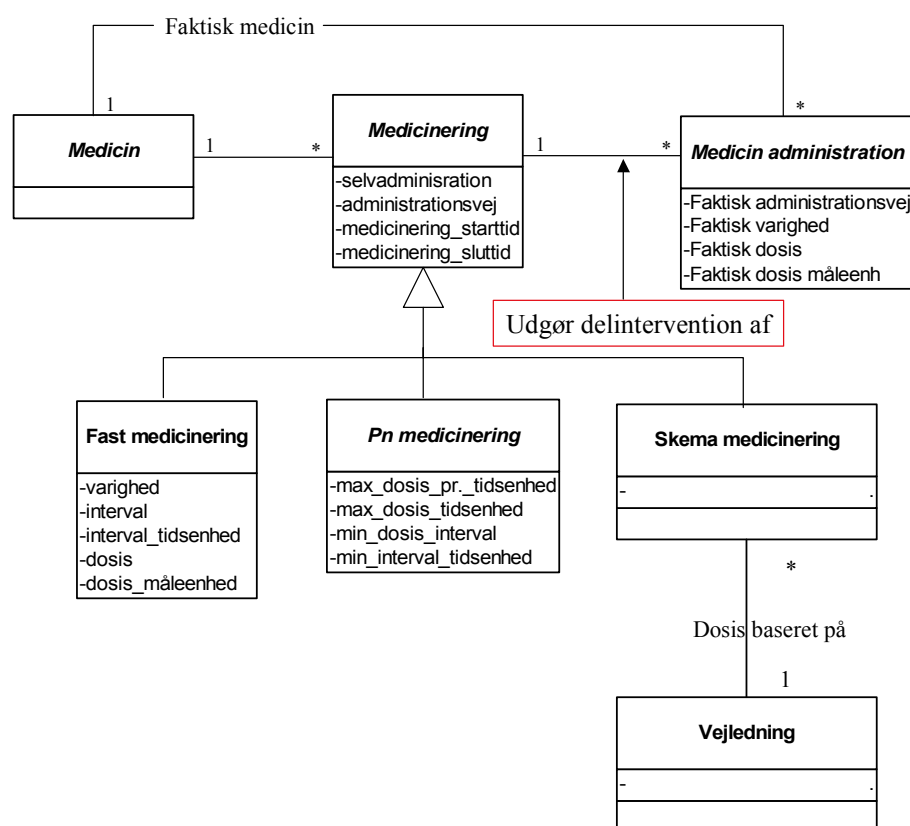 Faktisk medicin
1
*
Medicin
1
*
Medicinering
-selvadminisration
-administrationsvej
-medicinering_starttid
-medicinering_sluttid
1
*
Medicin administration
-Faktisk administrationsvej
-Faktisk varighed
-Faktisk dosis
-Faktisk dosis måleenh
Udgør delintervention af
Fast medicinering
-varighed
-interval
-interval_tidsenhed
-dosis
-dosis_måleenhed
Pn medicinering
-max_dosis_pr._tidsenhed
-max_dosis_tidsenhed
-min_dosis_interval
-min_interval_tidsenhed
Skema medicinering
- .
*
Dosis baseret på
1
Vejledning
- .